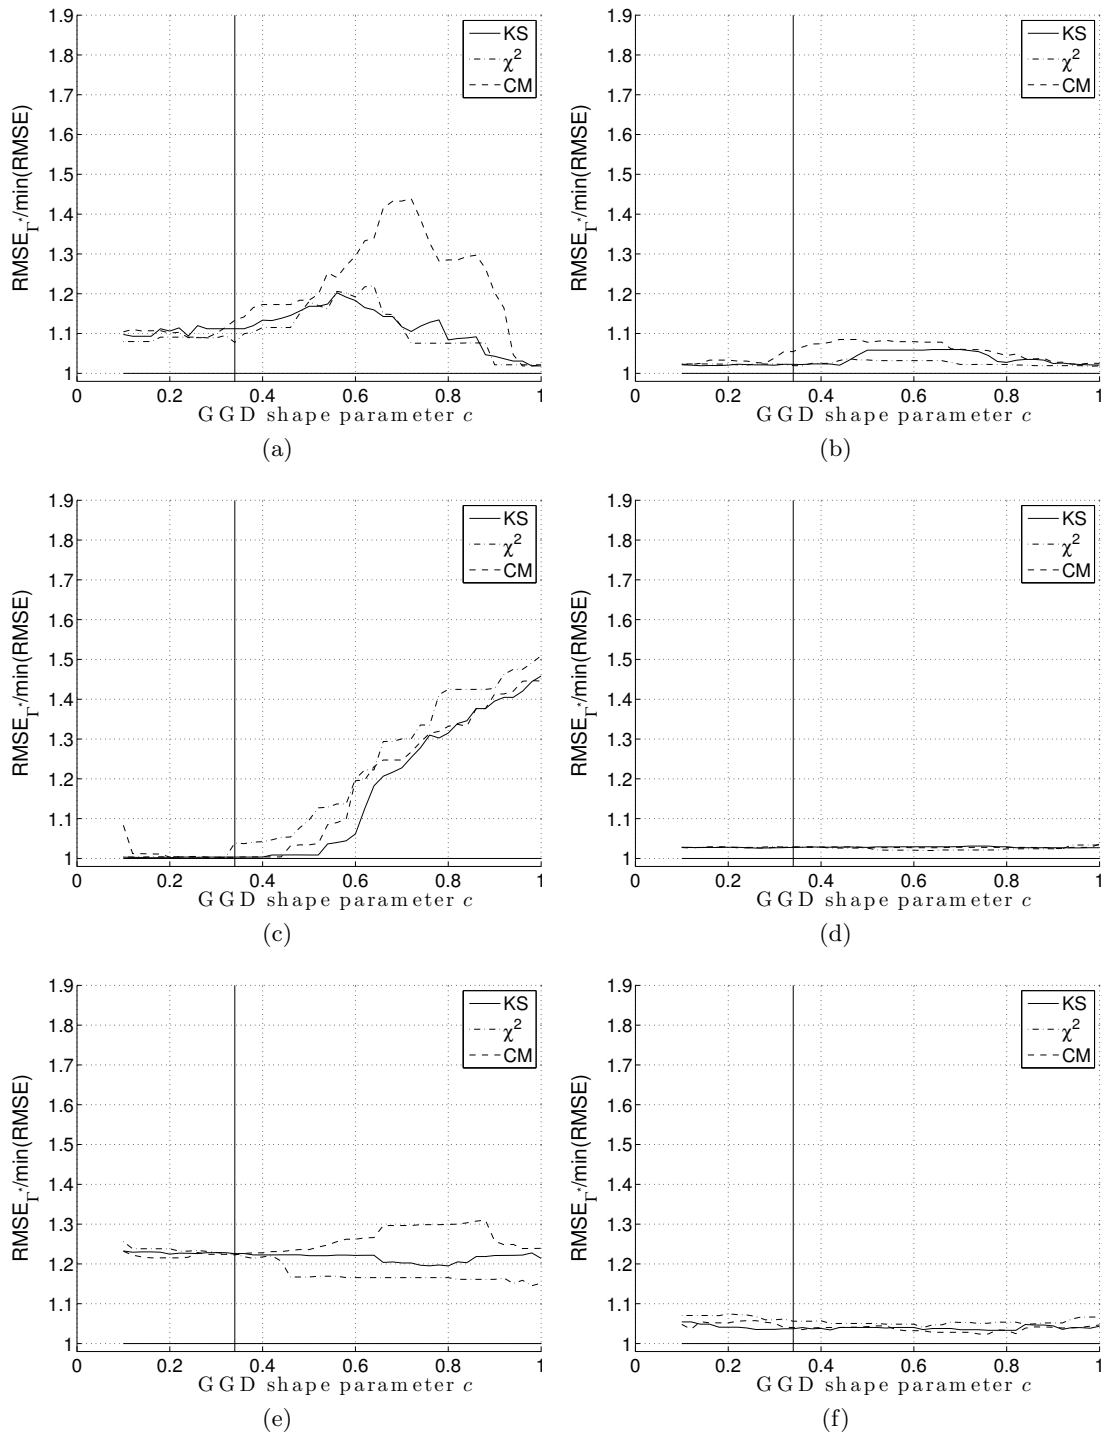 1.9
1.8
1.7
1.6
1.5
1.4
1.3
1.2
1.1
1
RMSE_Γ*/min(RMSE)
KS
χ²
CM
0 0.2 0.4 0.6 0.8 1
GGD shape parameter c
(a)
1.9
1.8
1.7
1.6
1.5
1.4
1.3
1.2
1.1
1
RMSE_Γ*/min(RMSE)
KS
χ²
CM
0 0.2 0.4 0.6 0.8 1
GGD shape parameter c
(b)
1.9
1.8
1.7
1.6
1.5
1.4
1.3
1.2
1.1
1
RMSE_Γ*/min(RMSE)
KS
χ²
CM
0 0.2 0.4 0.6 0.8 1
GGD shape parameter c
(c)
1.9
1.8
1.7
1.6
1.5
1.4
1.3
1.2
1.1
1
RMSE_Γ*/min(RMSE)
KS
χ²
CM
0 0.2 0.4 0.6 0.8 1
GGD shape parameter c
(d)
1.9
1.8
1.7
1.6
1.5
1.4
1.3
1.2
1.1
1
RMSE_Γ*/min(RMSE)
KS
χ²
CM
0 0.2 0.4 0.6 0.8 1
GGD shape parameter c
(e)
1.9
1.8
1.7
1.6
1.5
1.4
1.3
1.2
1.1
1
RMSE_Γ*/min(RMSE)
KS
χ²
CM
0 0.2 0.4 0.6 0.8 1
GGD shape parameter c
(f)